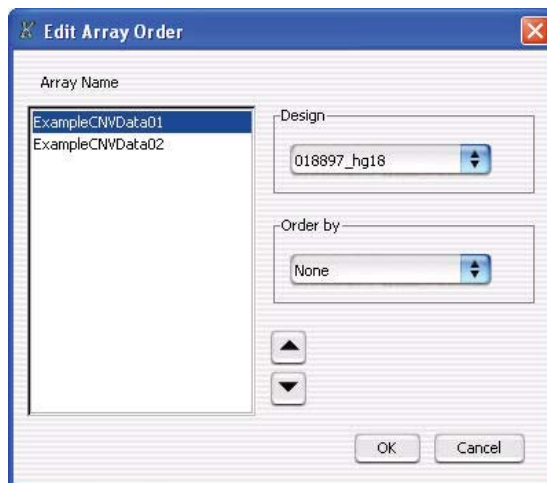 Edit Array Order
Array Name
ExampleCNVData01
ExampleCNVData02
Design
018897_hg18
Order by
None
OK
Cancel